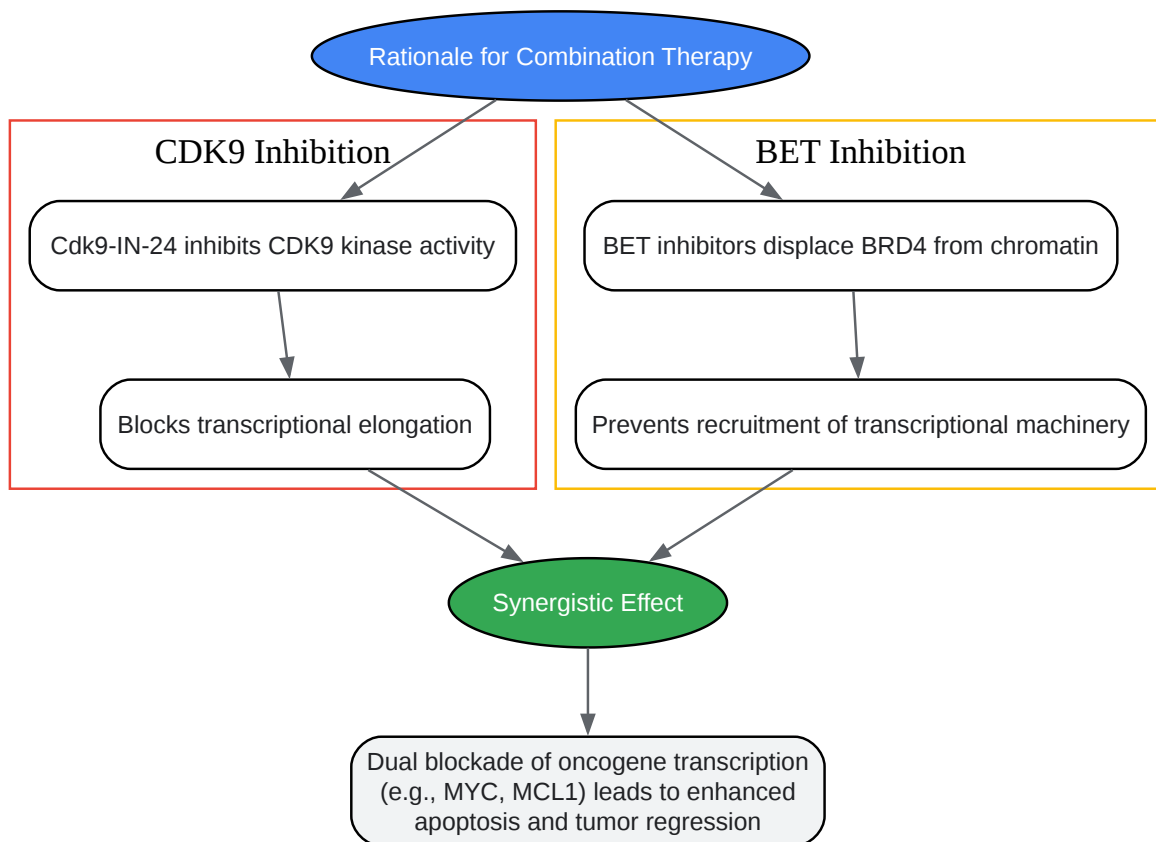 Rationale for Combination Therapy
CDK9 Inhibition
Cdk9-IN-24 inhibits CDK9 kinase activity
Blocks transcriptional elongation
BET Inhibition
BET inhibitors displace BRD4 from chromatin
Prevents recruitment of transcriptional machinery
Synergistic Effect
Dual blockade of oncogene transcription
(e.g., MYC, MCL1) leads to enhanced
apoptosis and tumor regression